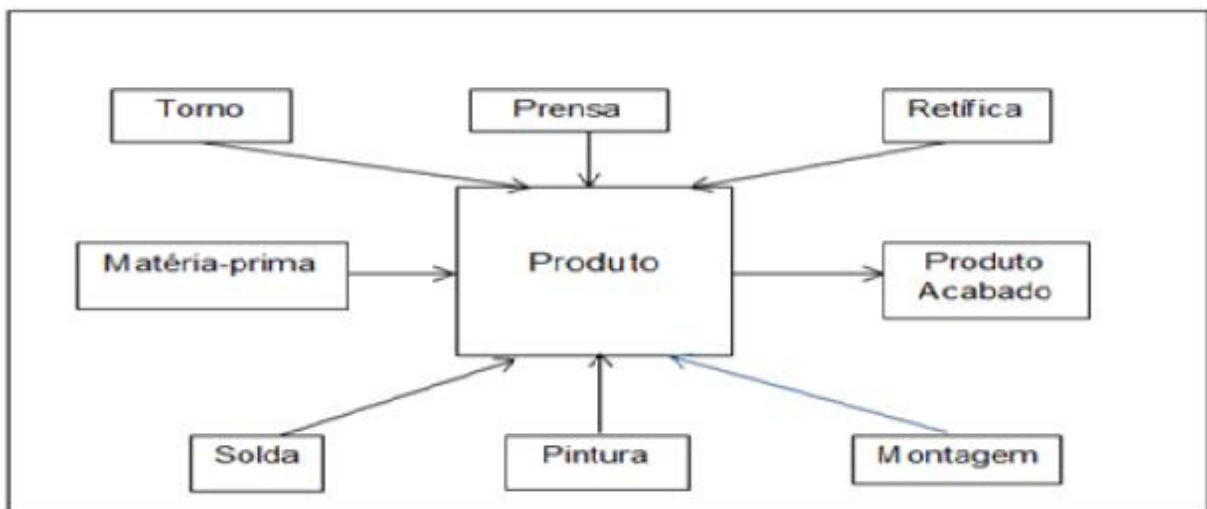 Torno
Prensa
Retífica
Matéria-prima
Produto
Produto
Acabado
Solda
Pintura
Montagem